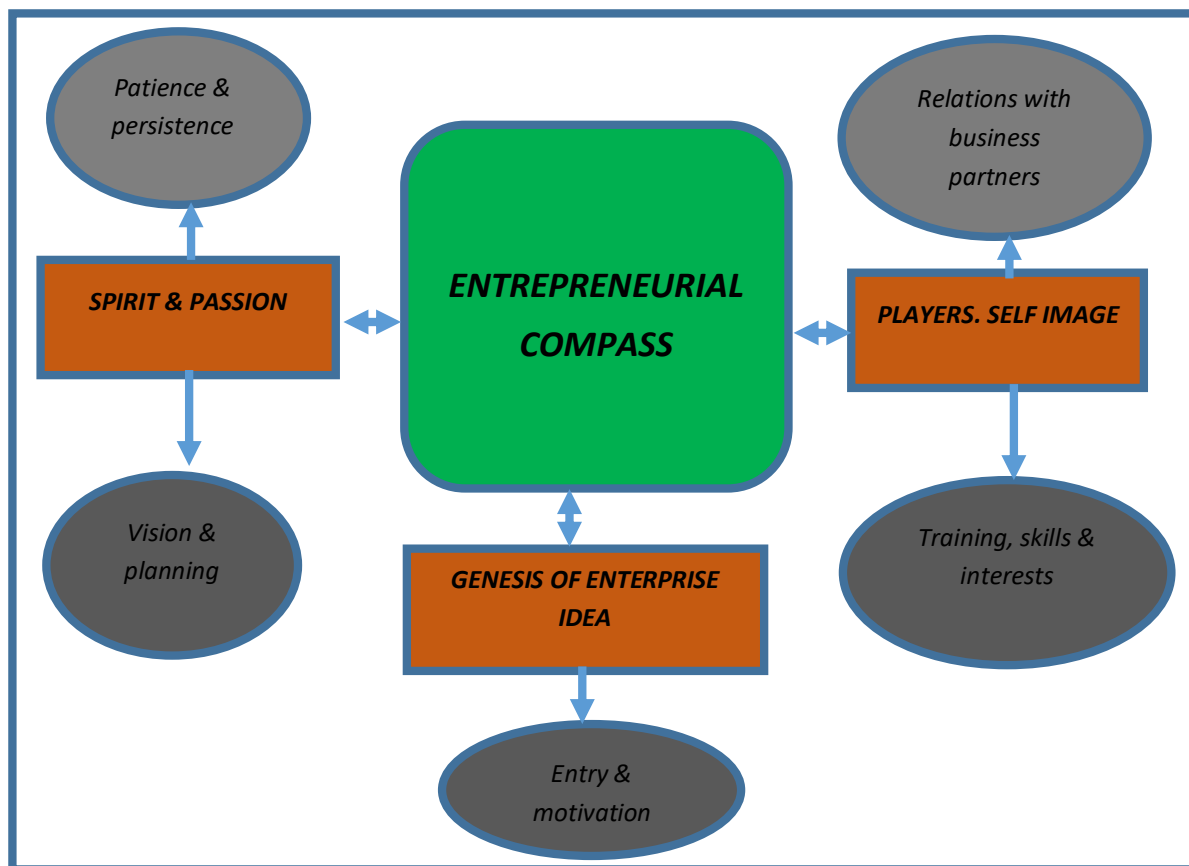 Patience &
persistence
Relations with
business
partners
ENTREPRENEURIAL
COMPASS
SPIRIT & PASSION
PLAYERS. SELF IMAGE
Vision &
planning
Training, skills &
interests
GENESIS OF ENTERPRISE
IDEA
Entry &
motivation